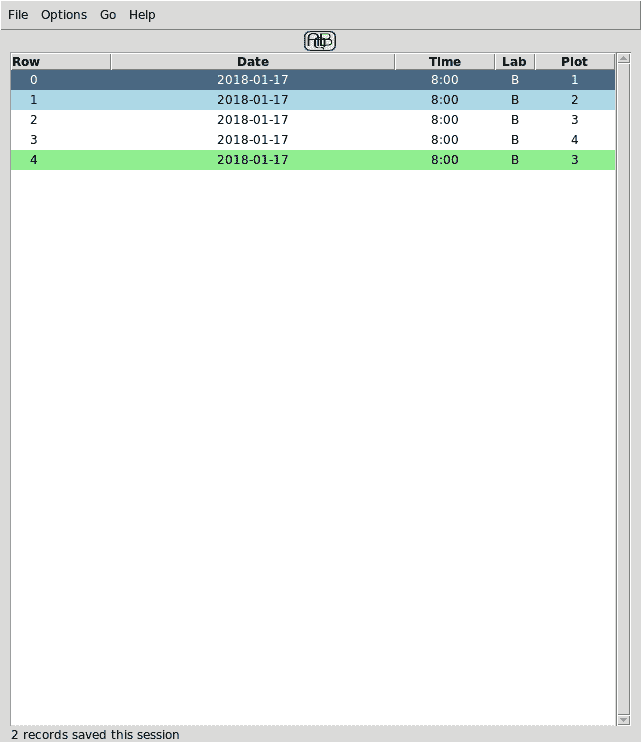 File Options Go Help
Row Date Time Lab Plot
0 2018-01-17 8:00 B 1
1 2018-01-17 8:00 B 2
2 2018-01-17 8:00 B 3
3 2018-01-17 8:00 B 4
4 2018-01-17 8:00 B 3
2 records saved this session